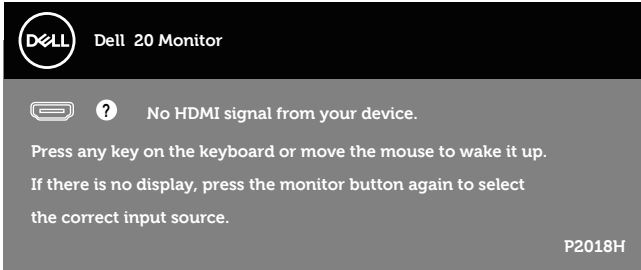 DELL
Dell 20 Monitor
? No HDMI signal from your device.
Press any key on the keyboard or move the mouse to wake it up.
If there is no display, press the monitor button again to select
the correct input source.
P2018H